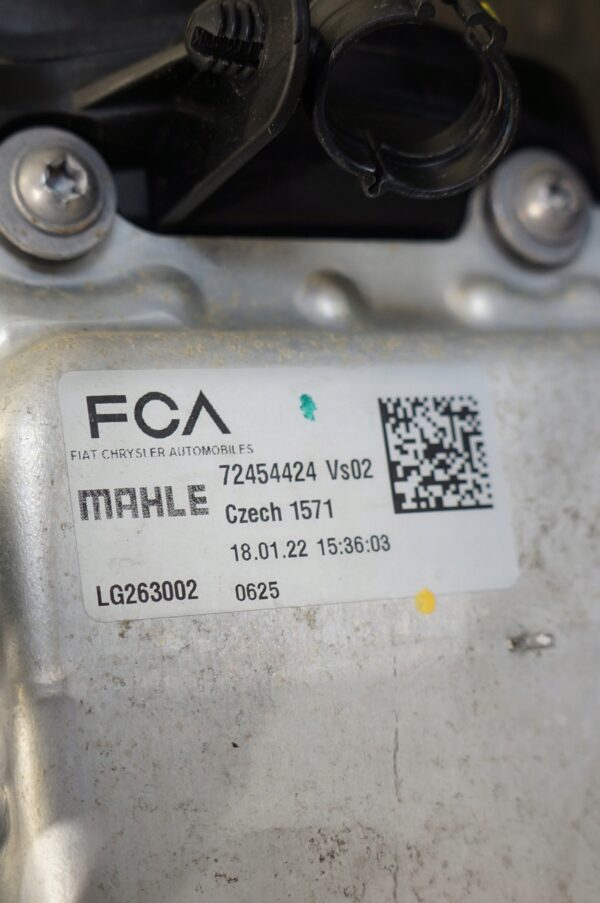 FCA
FIAT CHRYSLER AUTOMOBILES
72454424 Vs02
MAHLE
Czech 1571
18.01.22 15:36:03
LG263002 0625